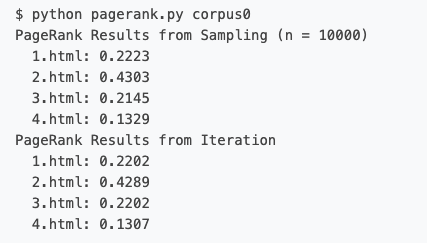 $ python pagerank.py corpus0
PageRank Results from Sampling (n = 10000)
  1.html: 0.2223
  2.html: 0.4303
  3.html: 0.2145
  4.html: 0.1329
PageRank Results from Iteration
  1.html: 0.2202
  2.html: 0.4289
  3.html: 0.2202
  4.html: 0.1307